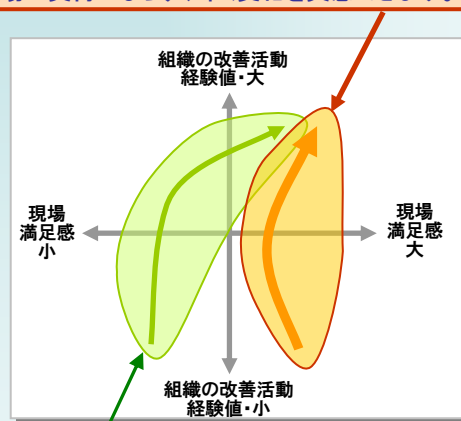 組織の改善活動
経験値・大
現場
満足感
小
現場
満足感
大
組織の改善活動
経験値・小